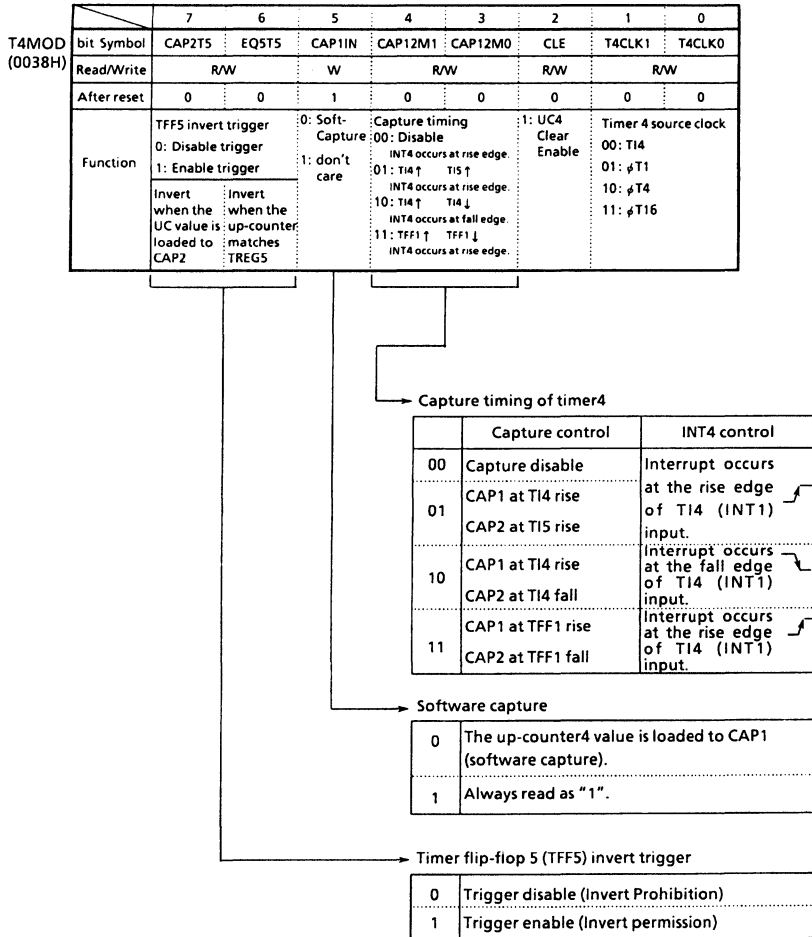 7 6 5 4 3 2 1 0
T4MOD (0038H)
bit Symbol CAP2T5 EQ5T5 CAP1IN CAP12M1 CAP12M0 CLE T4CLK1 T4CLK0
Read/Write R/W W R/W R/W R/W
After reset 0 0 1 0 0 0 0 0
Function
TFF5 invert trigger
0: Disable trigger
1: Enable trigger
Invert when the UC value is loaded to CAP2
Invert when the up-counter matches TREG5
0: Soft-Capture
1: don't care
Capture timing
00: Disable
INT4 occurs at rise edge.
01: TI4↑ TI5↑
INT4 occurs at rise edge.
10: TI4↑ TI4↓
INT4 occurs at fall edge.
11: TFF1↑ TFF1↓
INT4 occurs at rise edge.
1: UC4 Clear Enable
Timer 4 source clock
00: TI4
01: φT1
10: φT4
11: φT16
Capture timing of timer4
Capture control INT4 control
00 Capture disable
01 CAP1 at TI4 rise
CAP2 at TI5 rise
Interrupt occurs
at the rise edge
of TI4 (INT1)
input.
10 CAP1 at TI4 rise
CAP2 at TI4 fall
Interrupt occurs
at the fall edge
of TI4 (INT1)
input.
11 CAP1 at TFF1 rise
CAP2 at TFF1 fall
Interrupt occurs
at the rise edge
of TI4 (INT1)
input.
Software capture
0 The up-counter4 value is loaded to CAP1
(software capture).
1 Always read as "1".
Timer flip-flop 5 (TFF5) invert trigger
0 Trigger disable (Invert Prohibition)
1 Trigger enable (Invert permission)